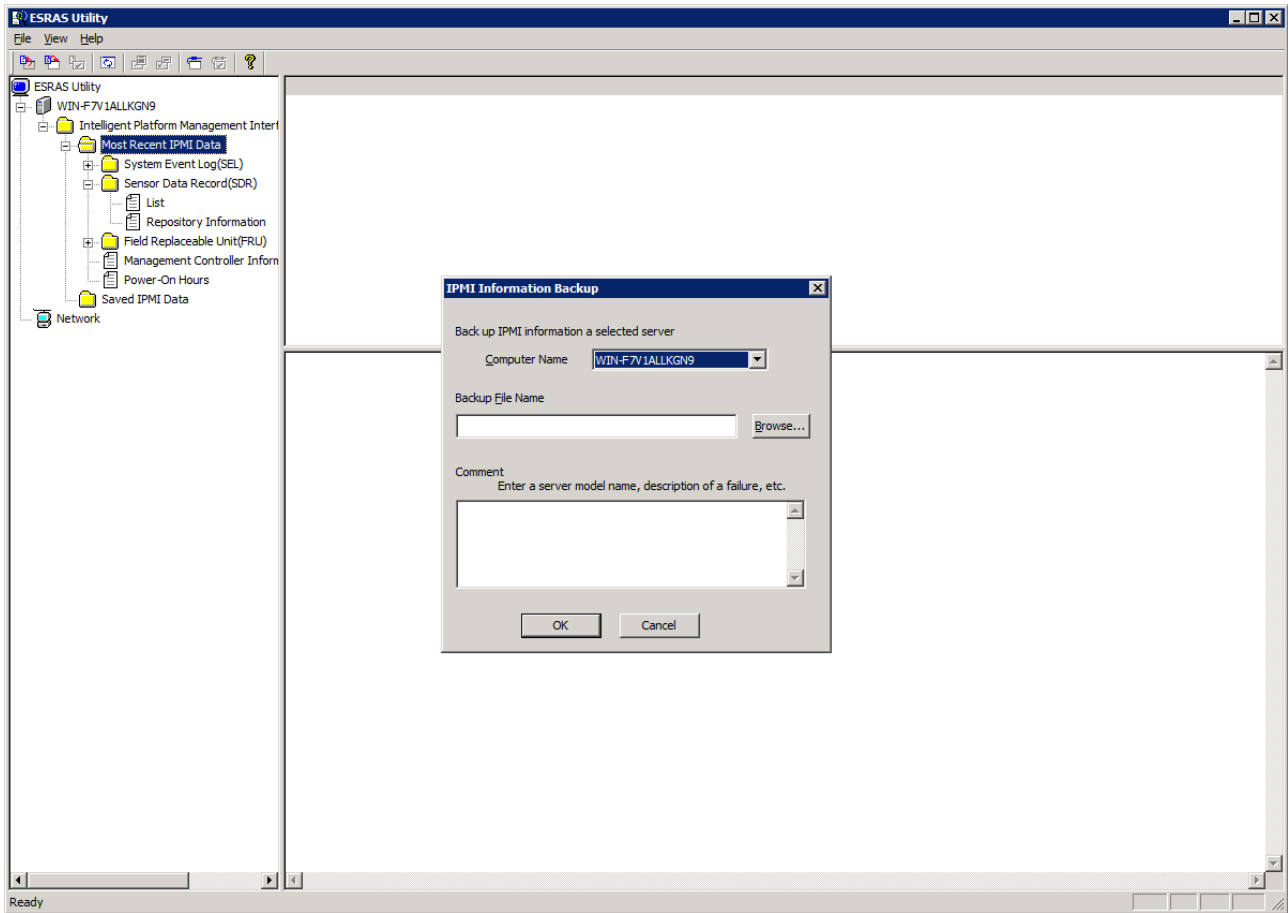 ESRAS Utility
File View Help
ESRAS Utility
WIN-F7V1ALLKGN9
Intelligent Platform Management Interf
Most Recent IPMI Data
System Event Log(SEL)
Sensor Data Record(SDR)
List
Repository Information
Field Replaceable Unit(FRU)
Management Controller Inforn
Power-On Hours
Saved IPMI Data
Network
IPMI Information Backup
Back up IPMI information a selected server
Computer Name WIN-F7V1ALLKGN9
Backup File Name
Browse...
Comment
Enter a server model name, description of a failure, etc.
OK Cancel
Ready